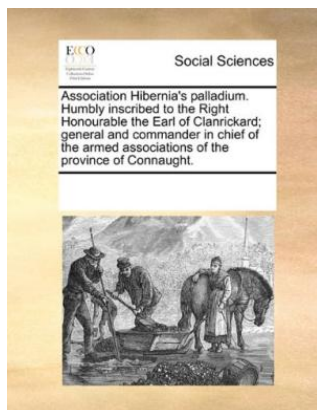 ECCO
Social Sciences
Association Hibernia's palladium.
Humbly inscribed to the Right
Honourable the Earl of Clanrickard;
general and commander in chief of
the armed associations of the
province of Connaught.